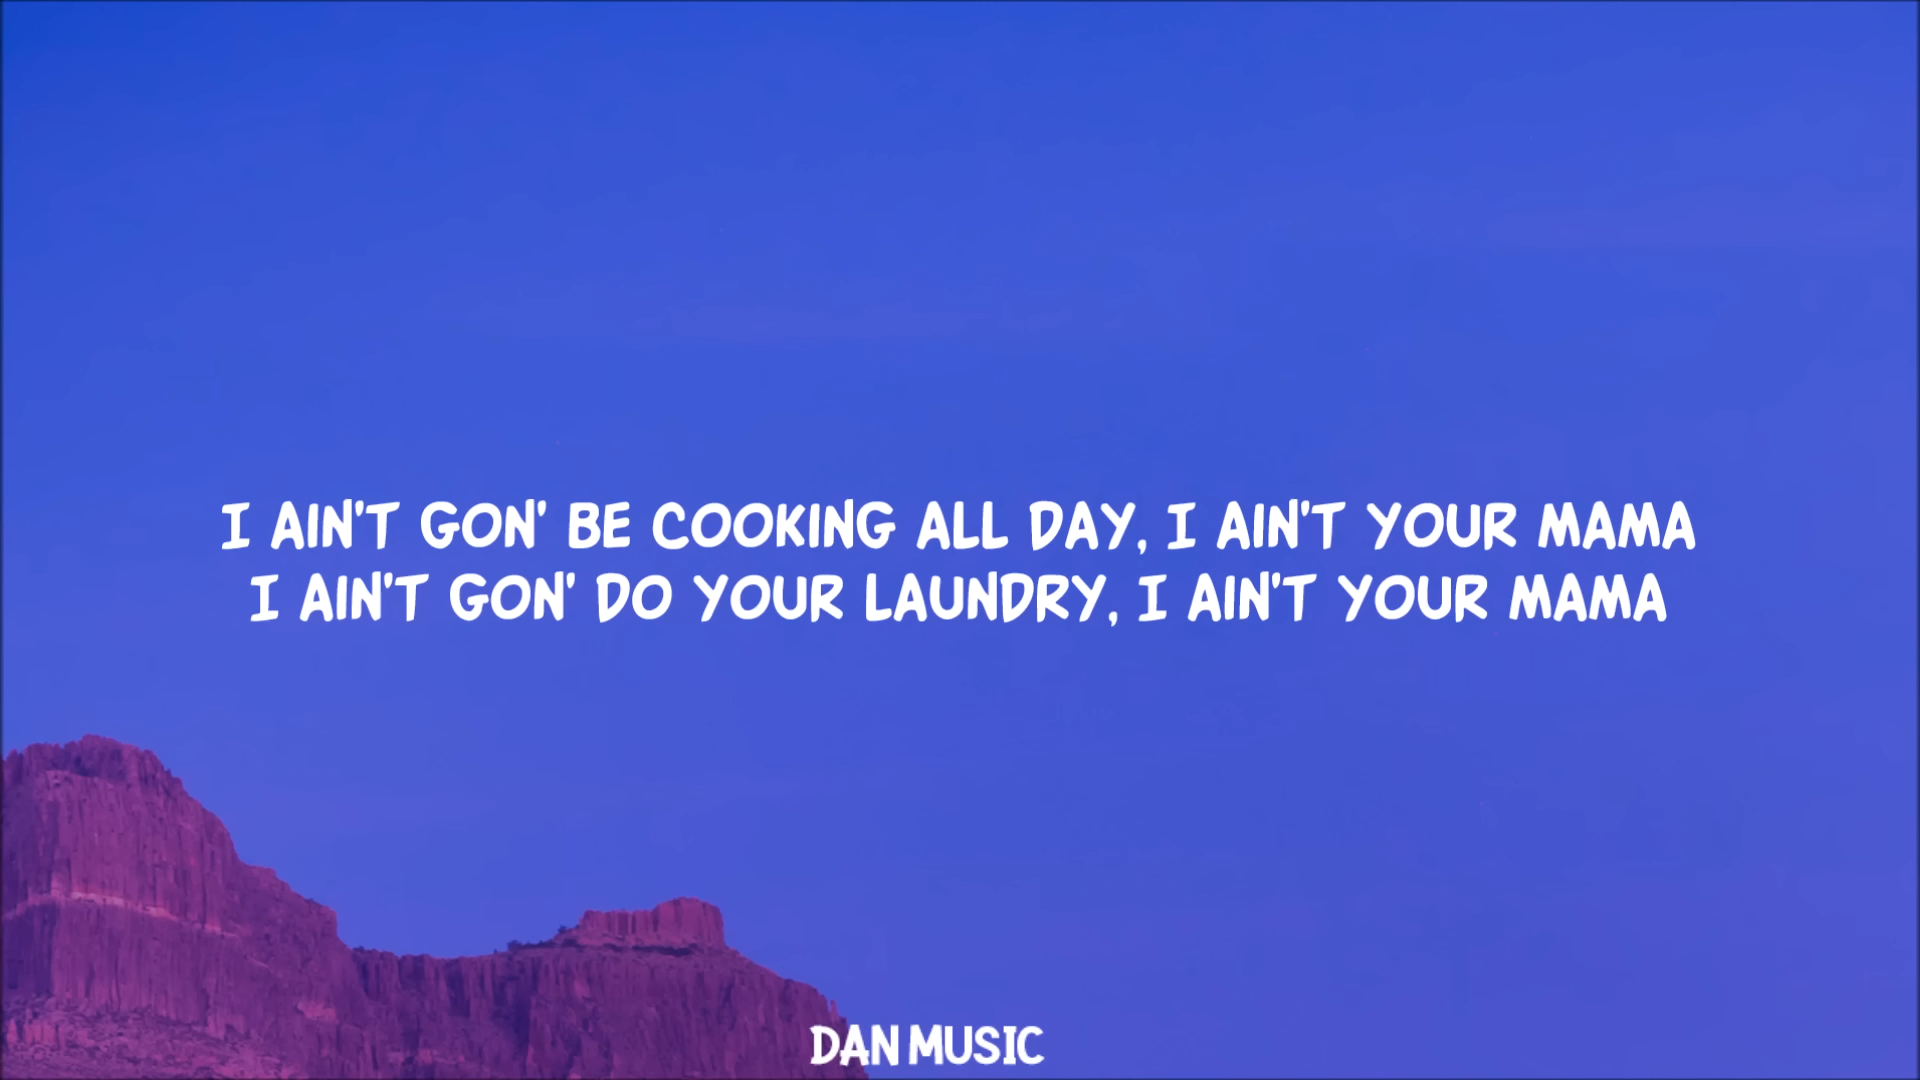 I AIN'T GON' BE COOKING ALL DAY, I AIN'T YOUR MAMA
I AIN'T GON' DO YOUR LAUNDRY, I AIN'T YOUR MAMA
DAN MUSIC